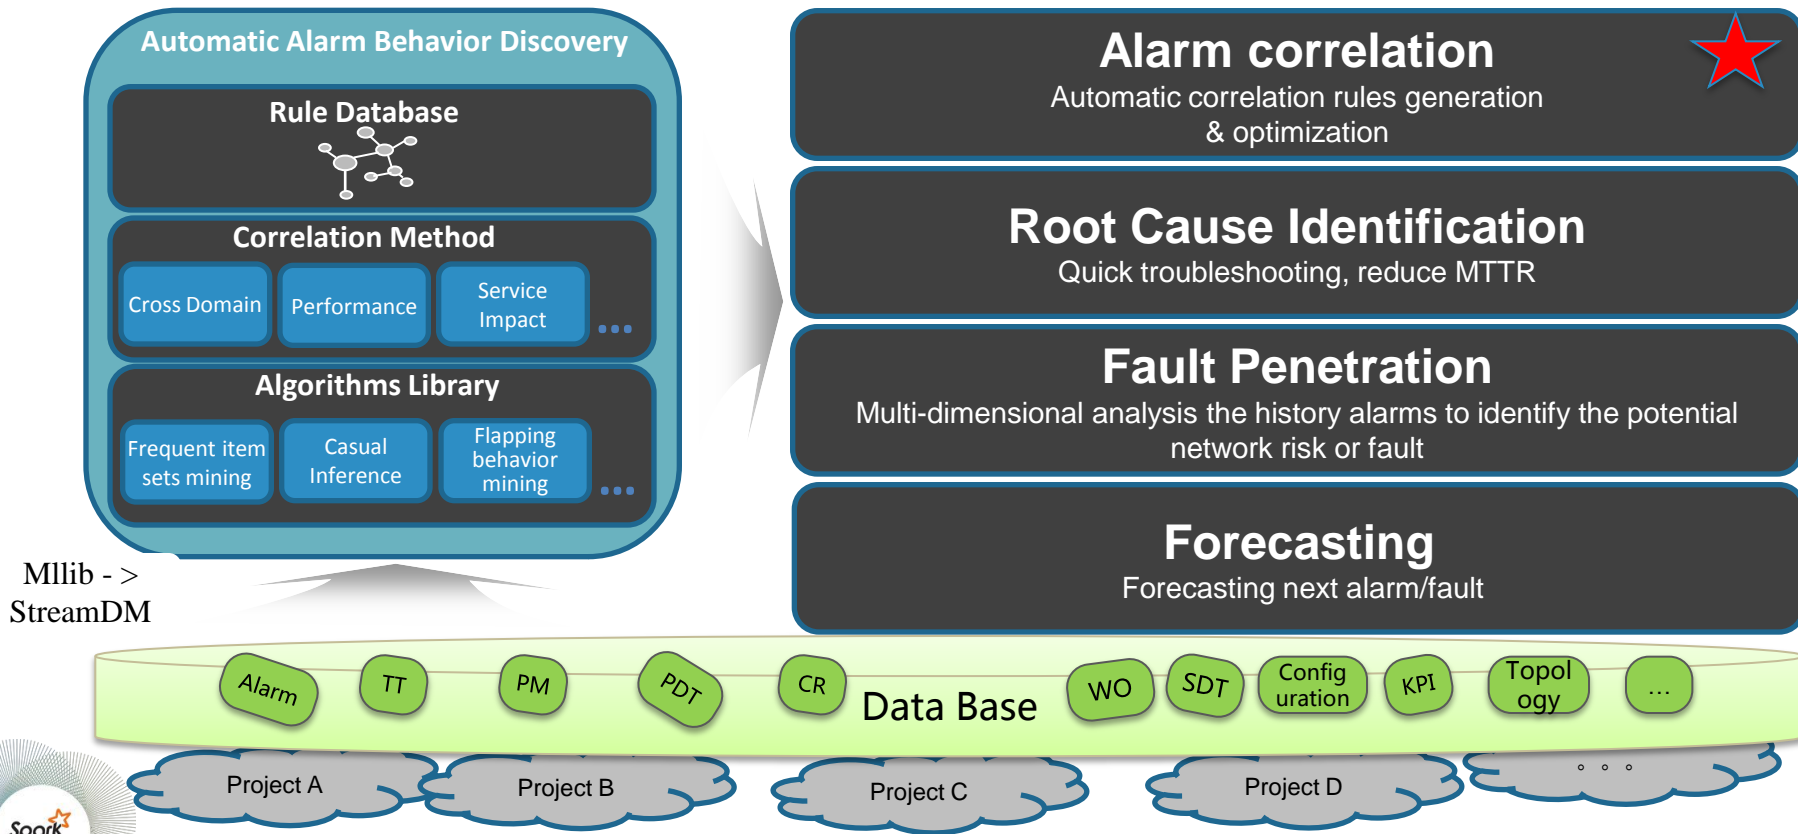 Automatic Alarm Behavior Discovery
Rule Database
Correlation Method
Cross Domain
Performance
Service
Impact
...
Algorithms Library
Frequent item
sets mining
Casual
Inference
Flapping
behavior
mining
...
Mllib - >
StreamDM
Alarm correlation
Automatic correlation rules generation
& optimization
Root Cause Identification
Quick troubleshooting, reduce MTTR
Fault Penetration
Multi-dimensional analysis the history alarms to identify the potential
network risk or fault
Forecasting
Forecasting next alarm/fault
Alarm
TT
PM
PDT
CR
Data Base
WO
SDT
Config
uration
KPI
Topol
ogy
...
Project A
Project B
Project C
Project D
。。。
Spark